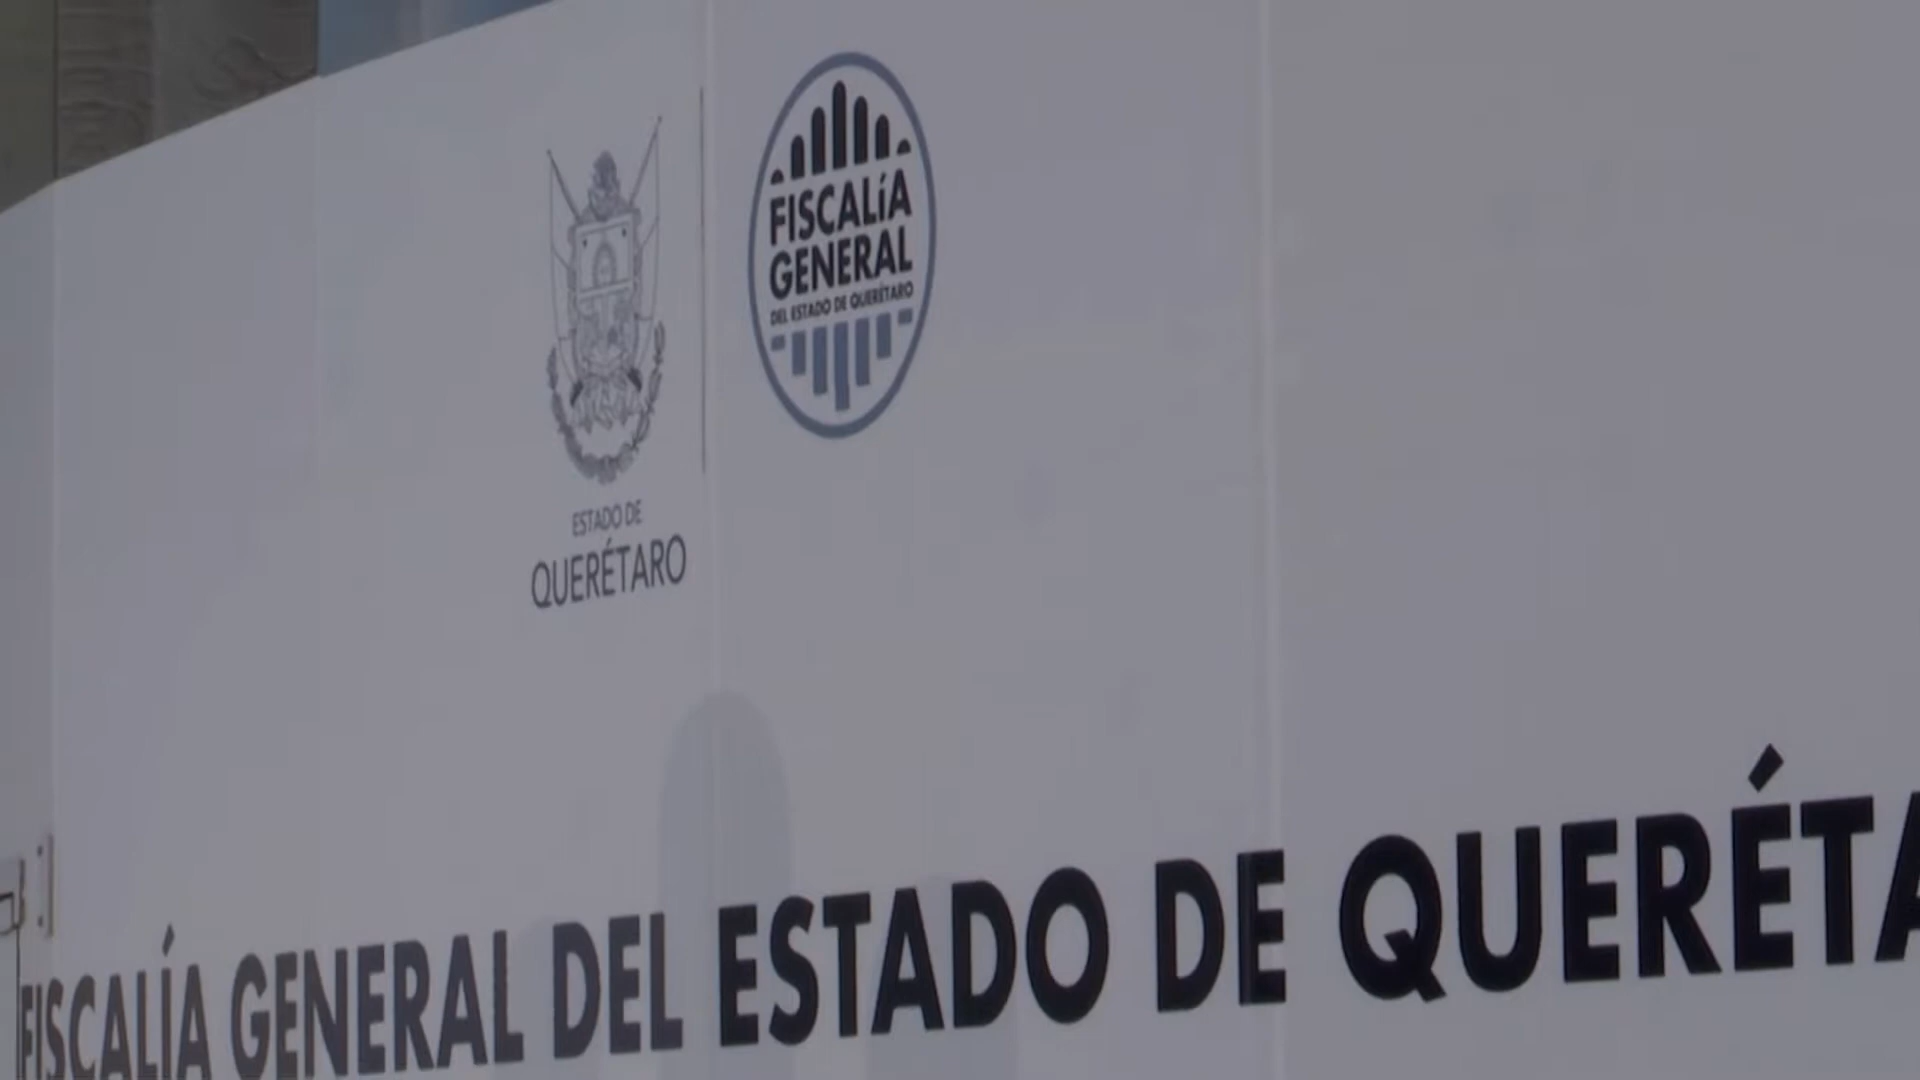 FISCALíA
GENERAL
DEL ESTADO DE QUERÉTARO
ESTADO DE
QUERÉTARO
FISCALÍA GENERAL DEL ESTADO DE QUERÉTA